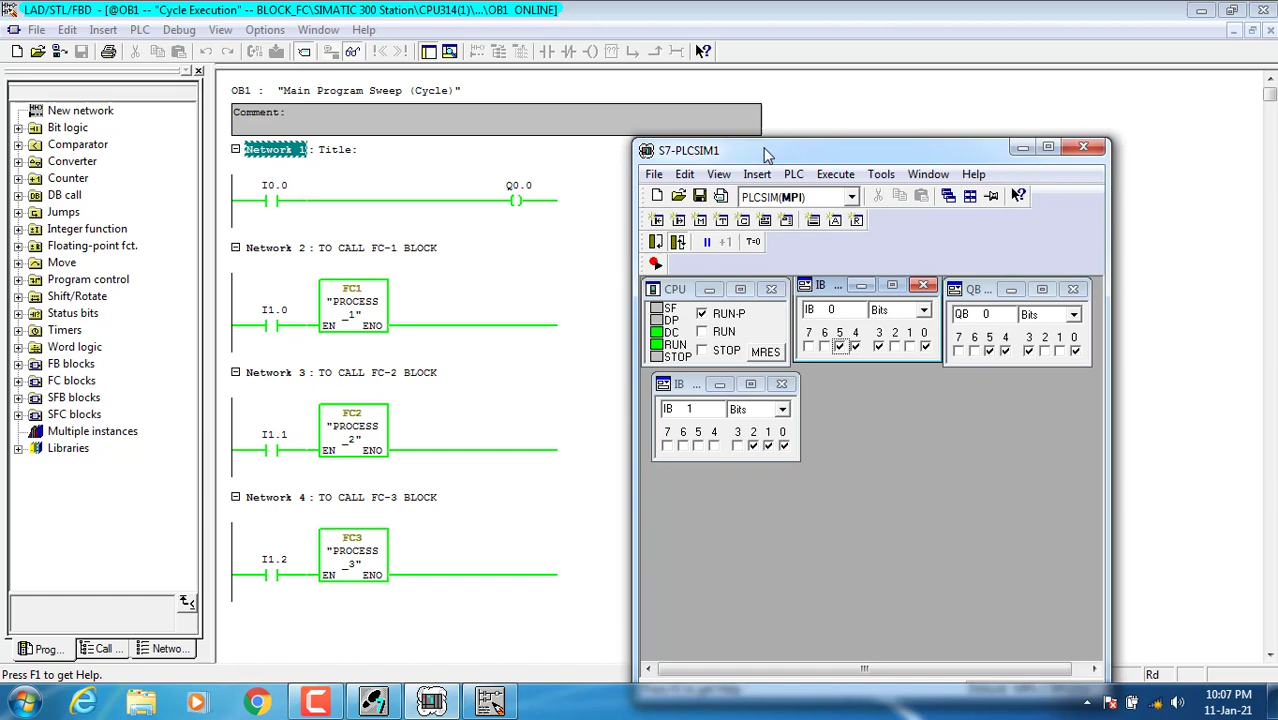 LAD/STL/FBD - [@OB1 -- "Cycle Execution" -- BLOCK_FC\SIMATIC 300 Station\CPU314(1)\...\OB1 ONLINE]
File Edit Insert PLC Debug View Options Window Help
New network
Bit logic
Comparator
Converter
Counter
DB call
Jumps
Integer function
Floating-point fct.
Move
Program control
Shift/Rotate
Status bits
Timers
Word logic
FB blocks
FC blocks
SFB blocks
SFC blocks
Multiple instances
Libraries
Prog... Call ... Netwo...
Press F1 to get Help.
OB1 : "Main Program Sweep (Cycle)"
Comment:
Network 1 : Title:
I0.0 Q0.0
Network 2 : TO CALL FC-1 BLOCK
FC1
I1.0 "PROCESS
_1"
EN ENO
Network 3 : TO CALL FC-2 BLOCK
FC2
I1.1 "PROCESS
_2"
EN ENO
Network 4 : TO CALL FC-3 BLOCK
FC3
I1.2 "PROCESS
_3"
EN ENO
S7-PLCSIM1
File Edit View Insert PLC Execute Tools Window Help
PLCSIM(MPI)
+1 T=0
CPU
SF
DP
DC
RUN
STOP
RUN-P
RUN
STOP MRES
IB ...
IB 0 Bits
7 6 5 4 3 2 1 0
QB ...
QB 0 Bits
7 6 5 4 3 2 1 0
IB ...
IB 1 Bits
7 6 5 4 3 2 1 0
Rd
10:07 PM
11-Jan-21